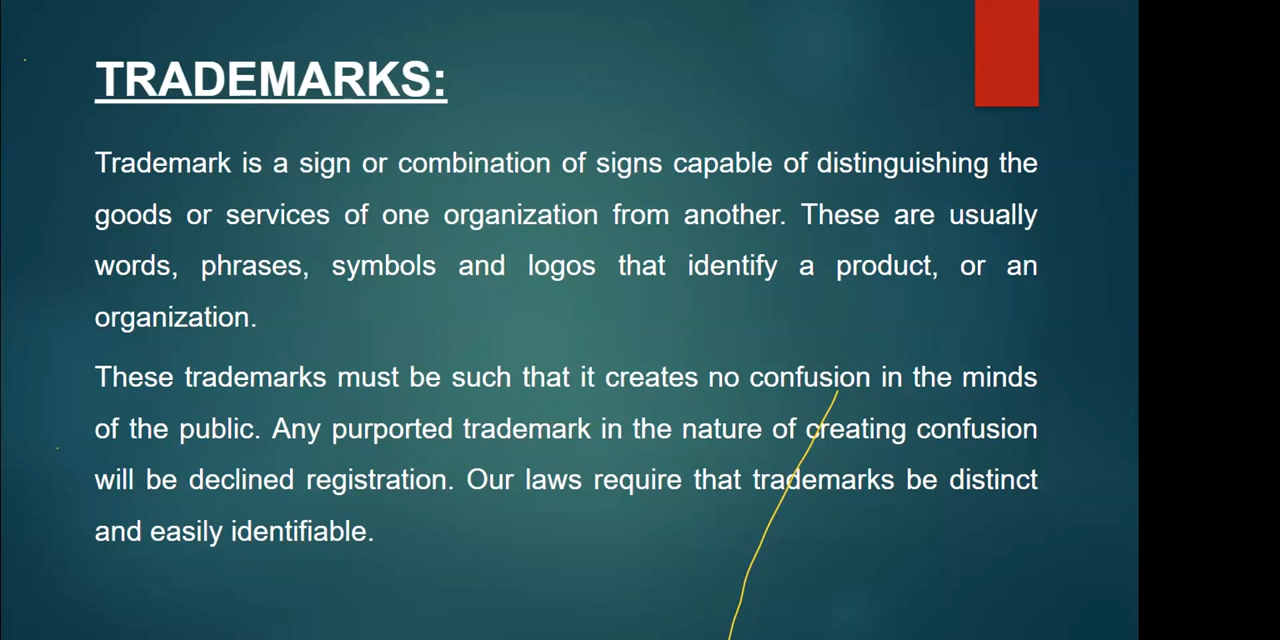 TRADEMARKS:
Trademark is a sign or combination of signs capable of distinguishing the
goods or services of one organization from another. These are usually
words, phrases, symbols and logos that identify a product, or an
organization.
These trademarks must be such that it creates no confusion in the minds
of the public. Any purported trademark in the nature of creating confusion
will be declined registration. Our laws require that trademarks be distinct
and easily identifiable.